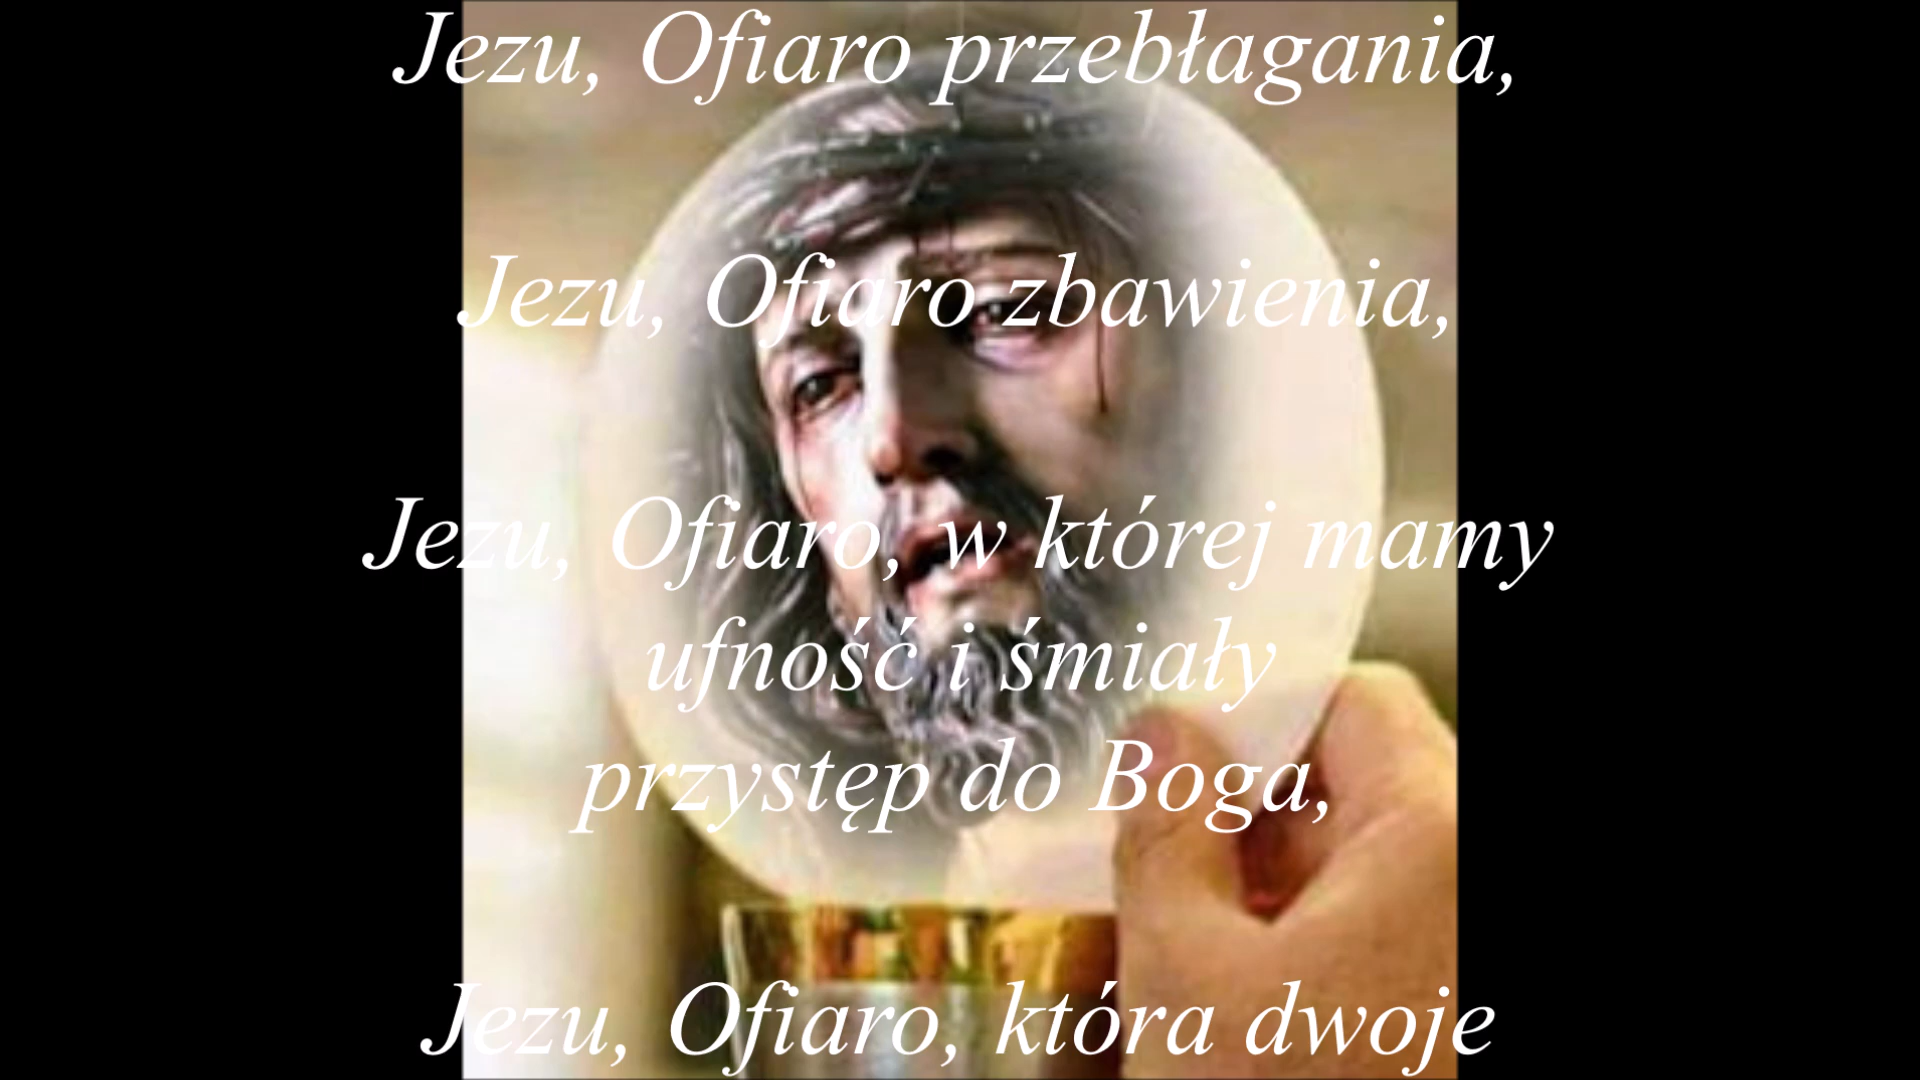 Jezu, Ofiaro przebłagania,
Jezu, Ofiaro zbawienia,
Jezu, Ofiaro, w której mamy
ufność i śmiały
przystęp do Boga,
Jezu, Ofiaro, która dwoje